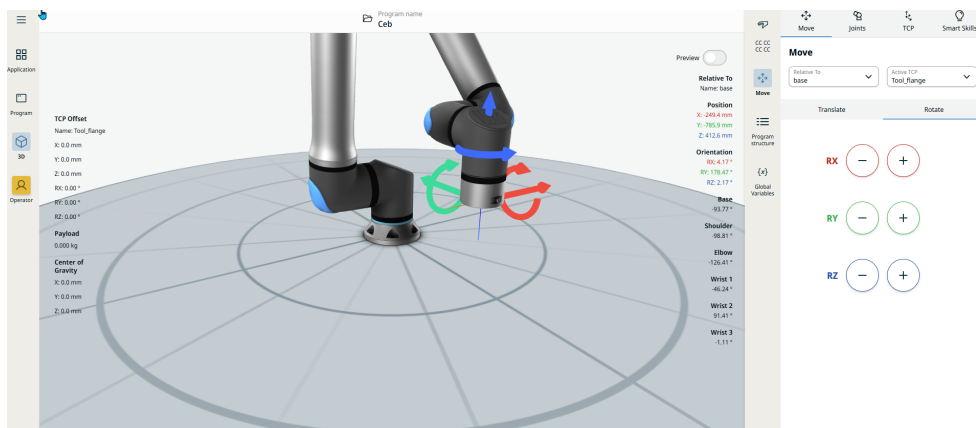 Program name
Ceb
Application
Program
3D
Operator
TCP Offset
Name: Tool_flange
X: 0.0 mm
Y: 0.0 mm
Z: 0.0 mm
RX: 0.00 °
RY: 0.00 °
RZ: 0.00 °
Payload
0.000 kg
Center of
Gravity
X: 0.0 mm
Y: 0.0 mm
Z: 0.0 mm
Preview
Relative To
Name: base
Position
X: -249.4 mm
Y: -785.9 mm
Z: 412.6 mm
Orientation
RX: 4.17 °
RY: 178.47 °
RZ: 2.17 °
Base
-93.77 °
Shoulder
-98.81 °
Elbow
-126.41 °
Wrist 1
-46.24 °
Wrist 2
91.41 °
Wrist 3
-1.11 °
CC CC
CC CC
Move
Program
structure
{x}
Global
Variables
Move
Joints
TCP
Smart Skills
Move
Relative To
base
Active TCP
Tool_flange
Translate
Rotate
RX − +
RY − +
RZ − +